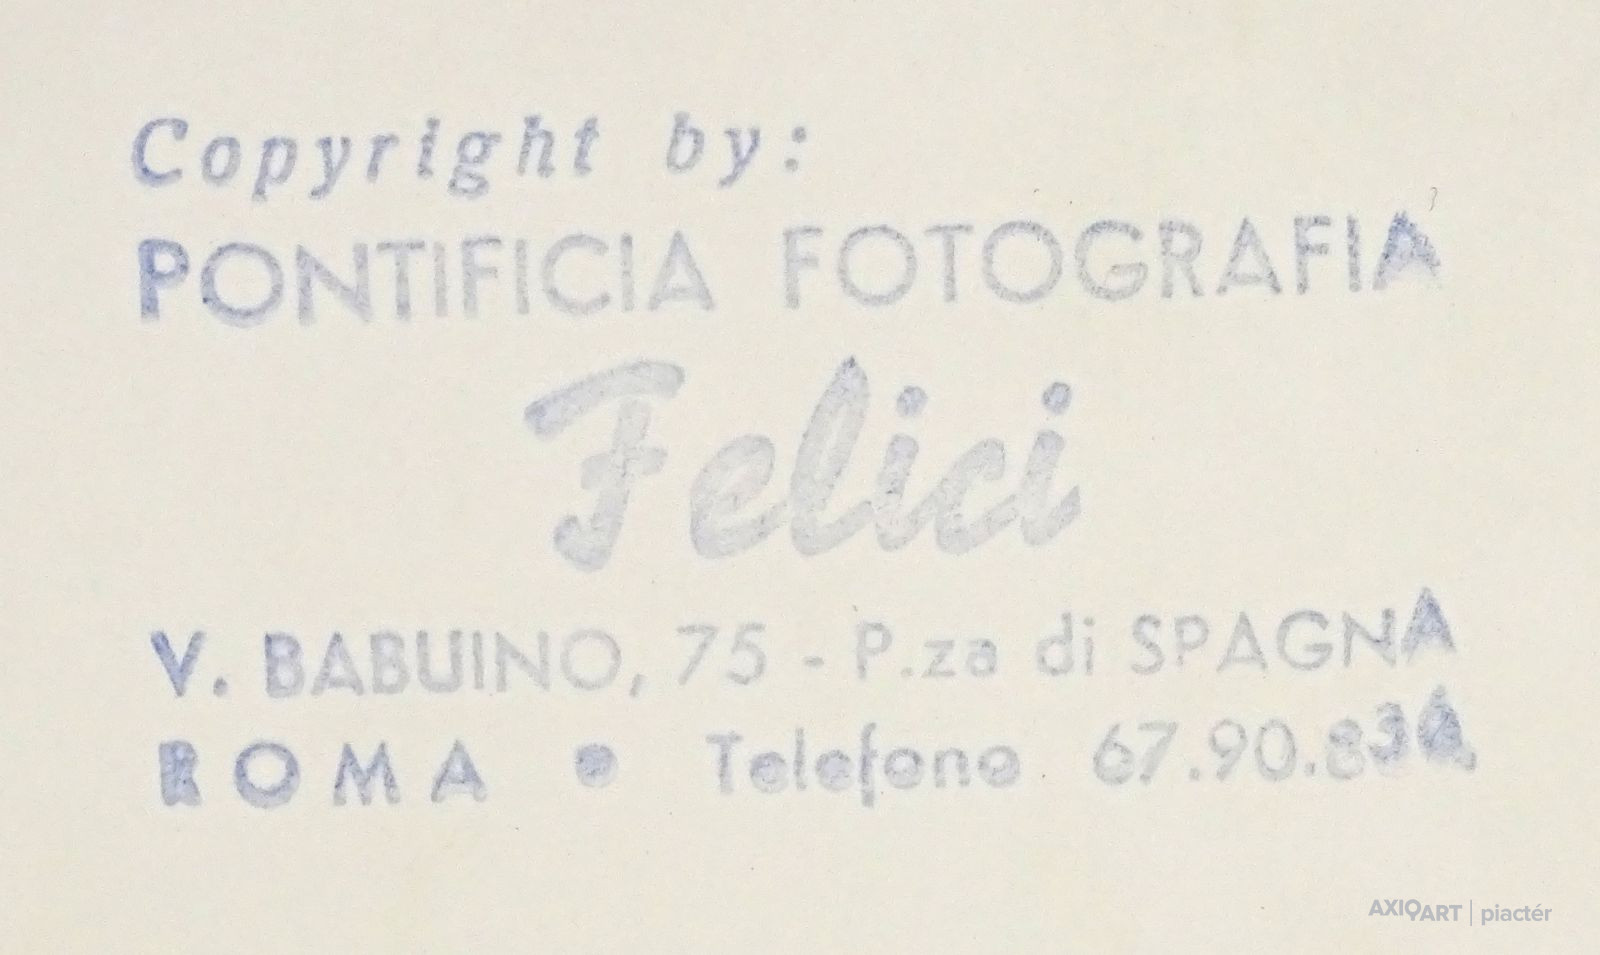 Copyright by:
PONTIFICIA FOTOGRAFIA
Felici
V. BABUINO, 75 - P.za di SPAGNA
ROMA • Telefono
AXIOART | piactér